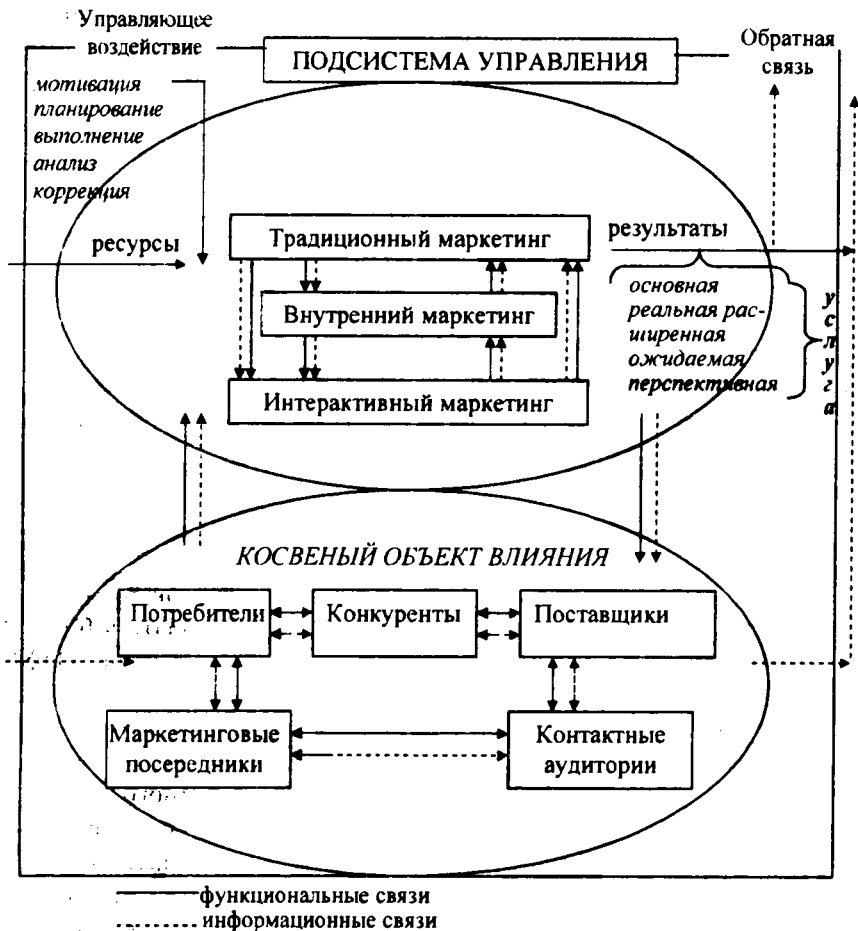 Управляющее
воздействие
ПОДСИСТЕМА УПРАВЛЕНИЯ
Обратная
связь
мотивация
планирование
выполнение
анализ
коррекция
ресурсы
Традиционный маркетинг
Внутренний маркетинг
Интерактивный маркетинг
результаты
основная
реальная рас-
ширенная
ожидаемая
перспективная
услуга
КОСВЕНЫЙ ОБЪЕКТ ВЛИЯНИЯ
Потребители
Конкуренты
Поставщики
Маркетинговые
посередники
Контактные
аудитории
функциональные связи
информационные связи